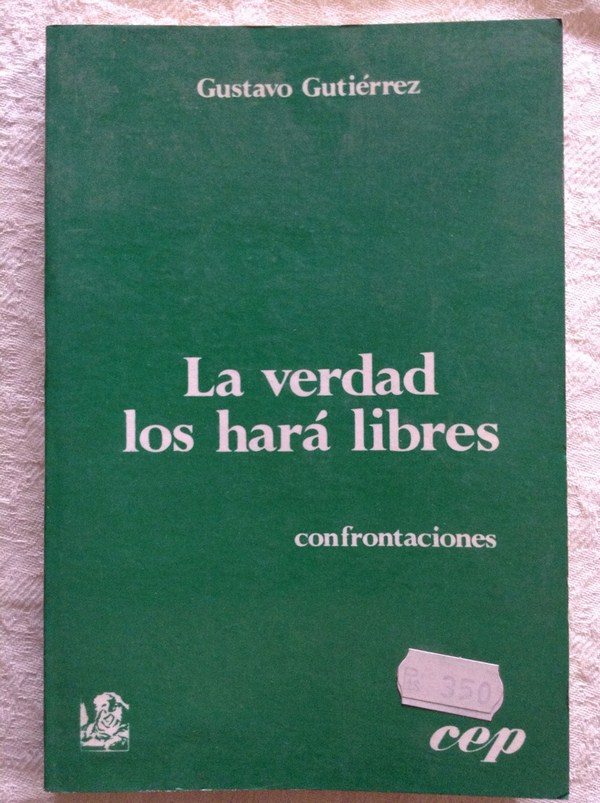 Gustavo Gutiérrez
La verdad
los hará libres
confrontaciones
350
cep